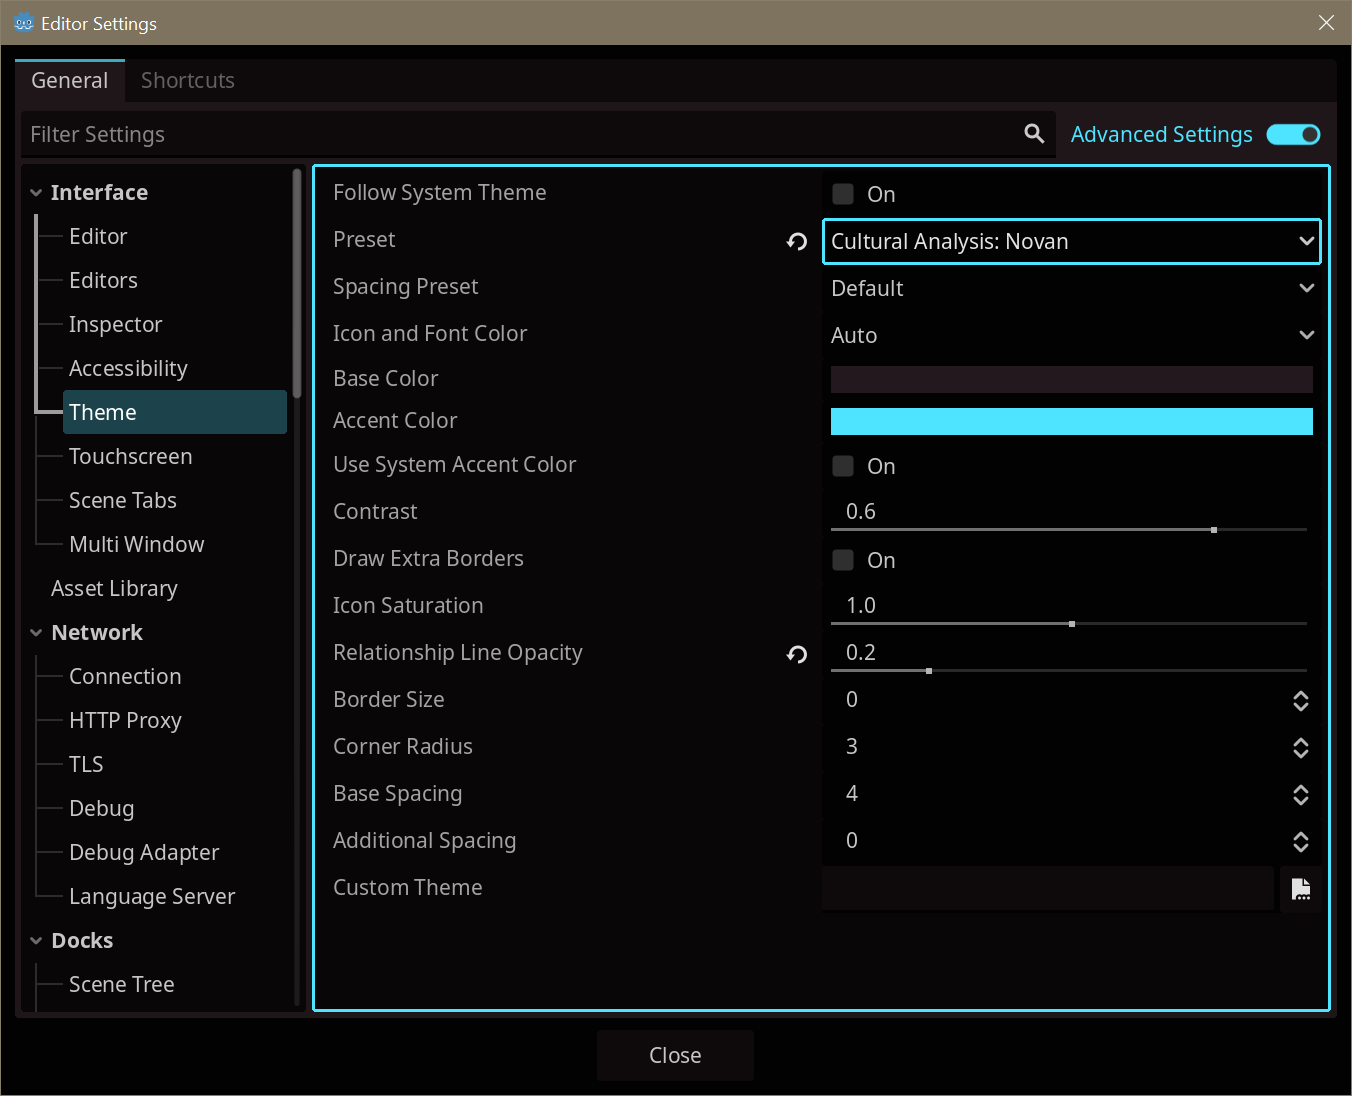 Editor Settings
General
Shortcuts
Filter Settings
Advanced Settings
Interface
Editor
Editors
Inspector
Accessibility
Theme
Touchscreen
Scene Tabs
Multi Window
Asset Library
Network
Connection
HTTP Proxy
TLS
Debug
Debug Adapter
Language Server
Docks
Scene Tree
Follow System Theme On
Preset Cultural Analysis: Novan
Spacing Preset Default
Icon and Font Color Auto
Base Color
Accent Color
Use System Accent Color On
Contrast 0.6
Draw Extra Borders On
Icon Saturation 1.0
Relationship Line Opacity 0.2
Border Size 0
Corner Radius 3
Base Spacing 4
Additional Spacing 0
Custom Theme
Close